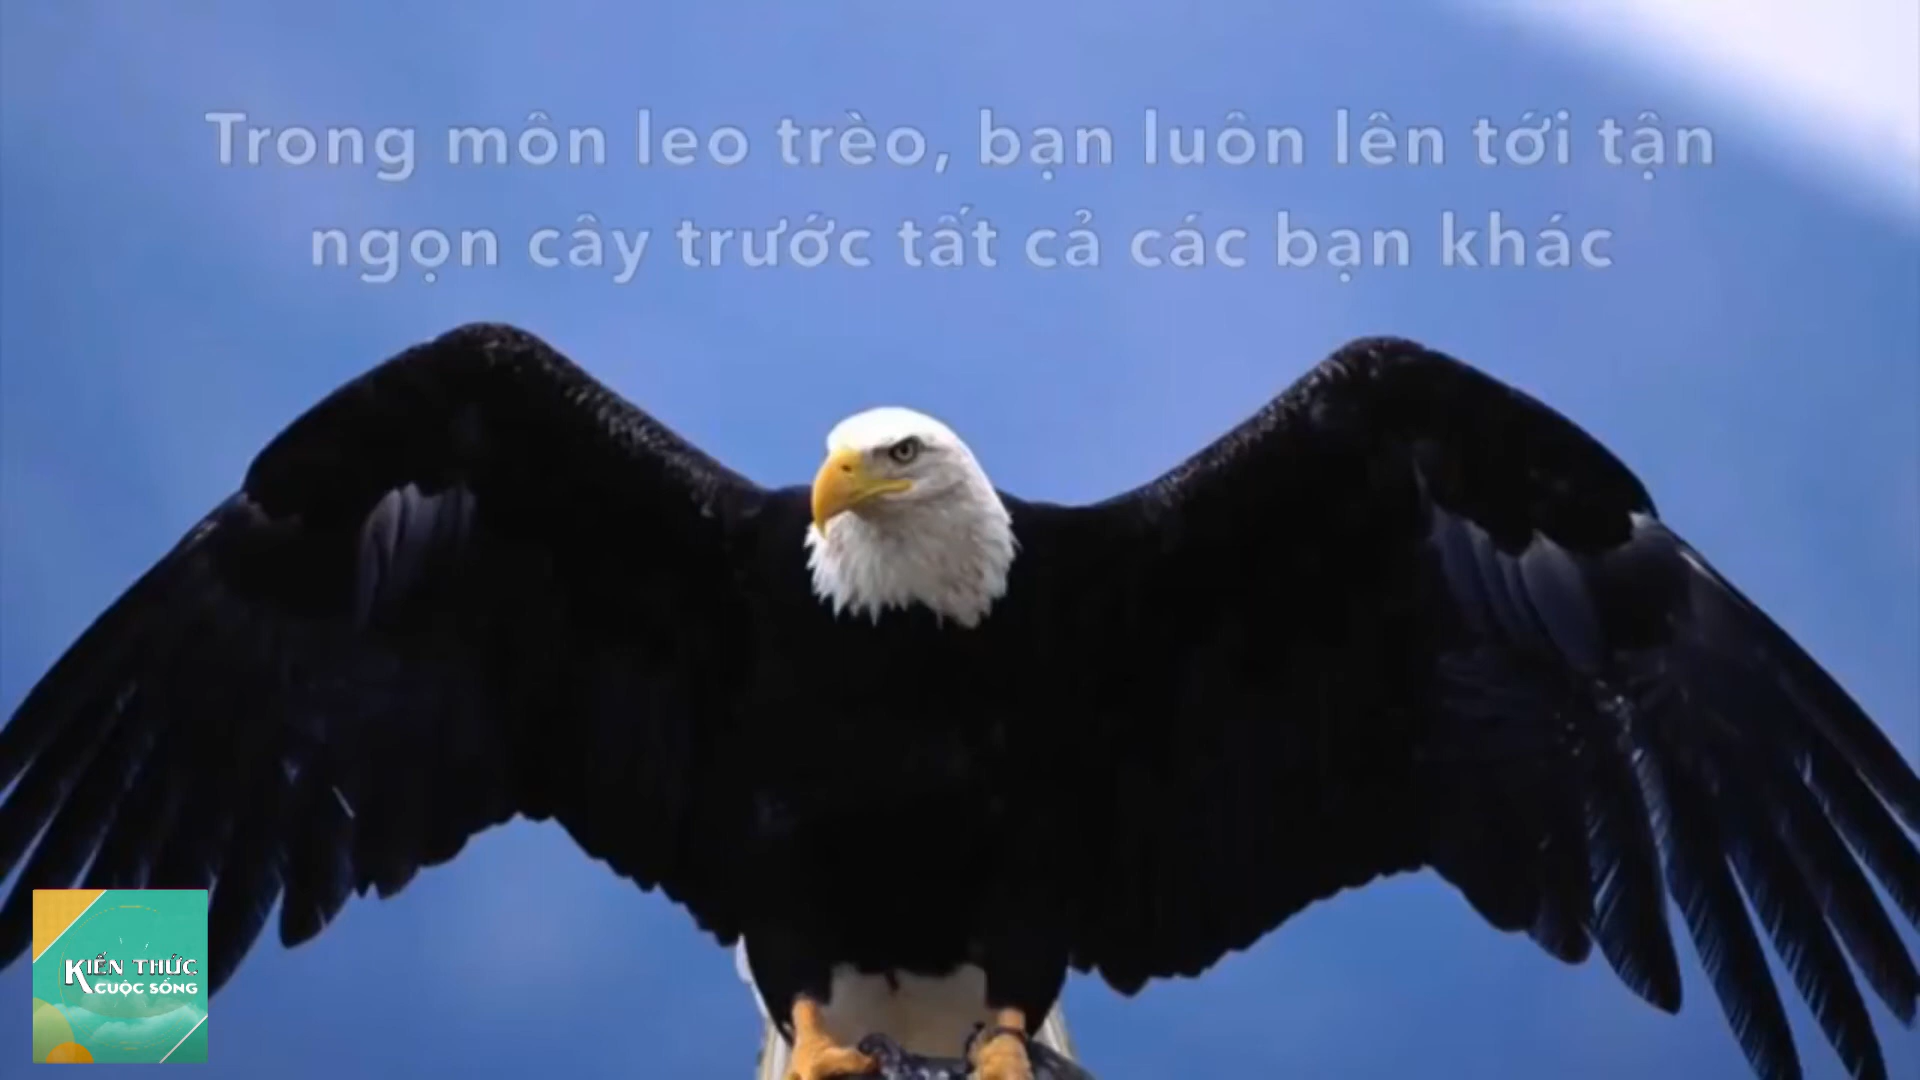 Trong môn leo trèo, bạn luôn lên tới tận
ngọn cây trước tất cả các bạn khác
KIẾN THỨC
CUỘC SỐNG